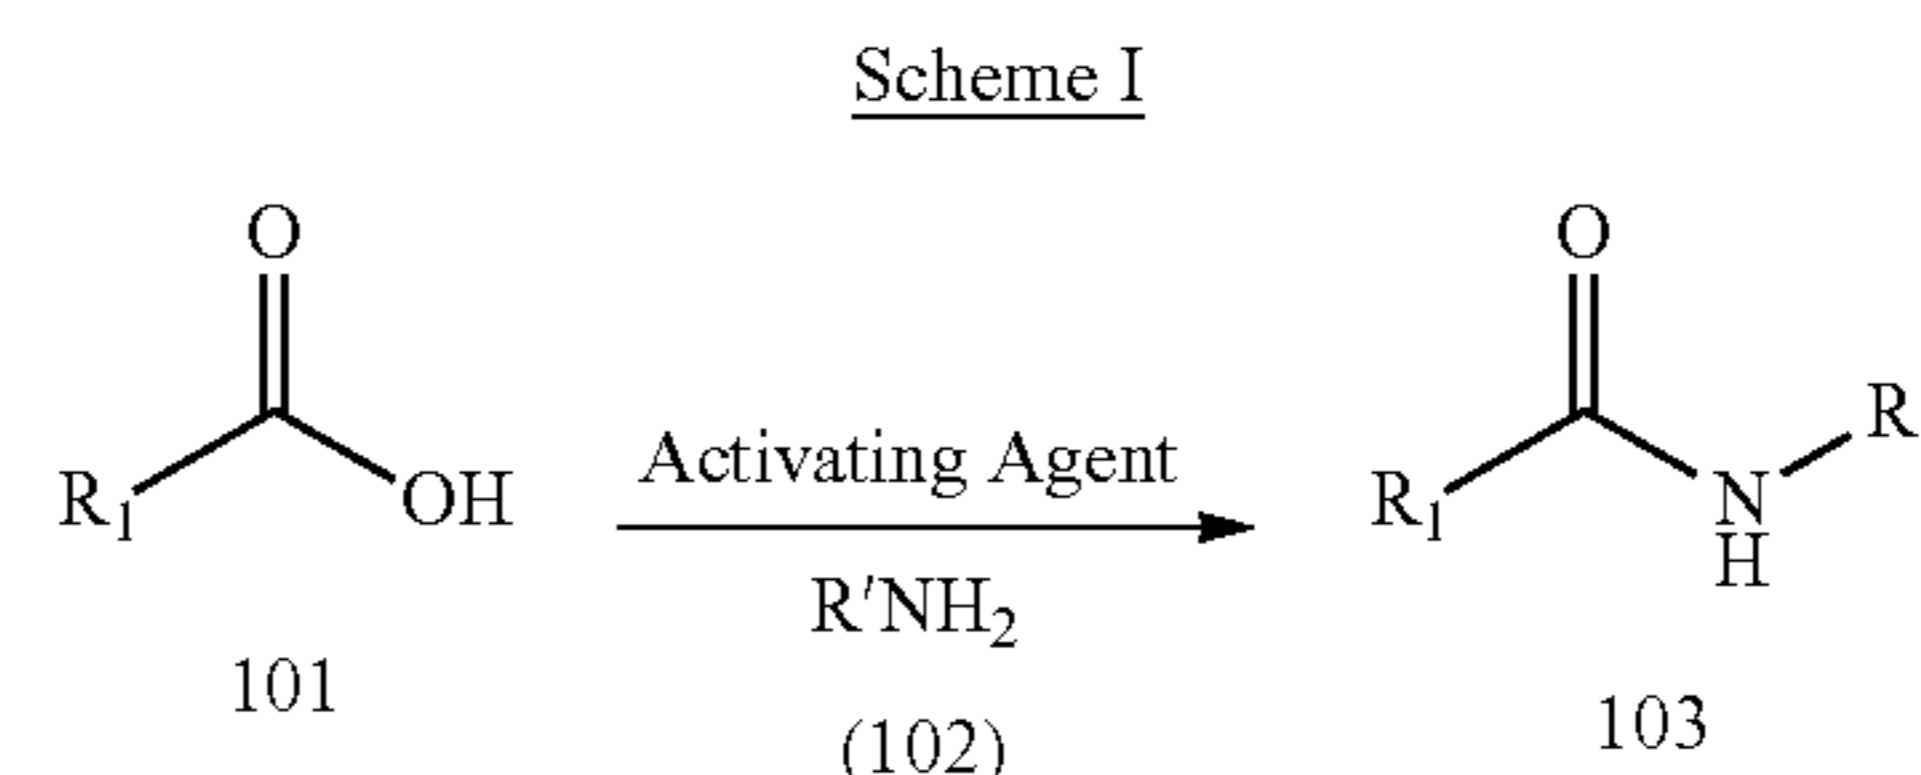 Scheme I
O
O
R
R₁
OH
Activating Agent
R₁
N
H
R′NH₂
101
(102)
103